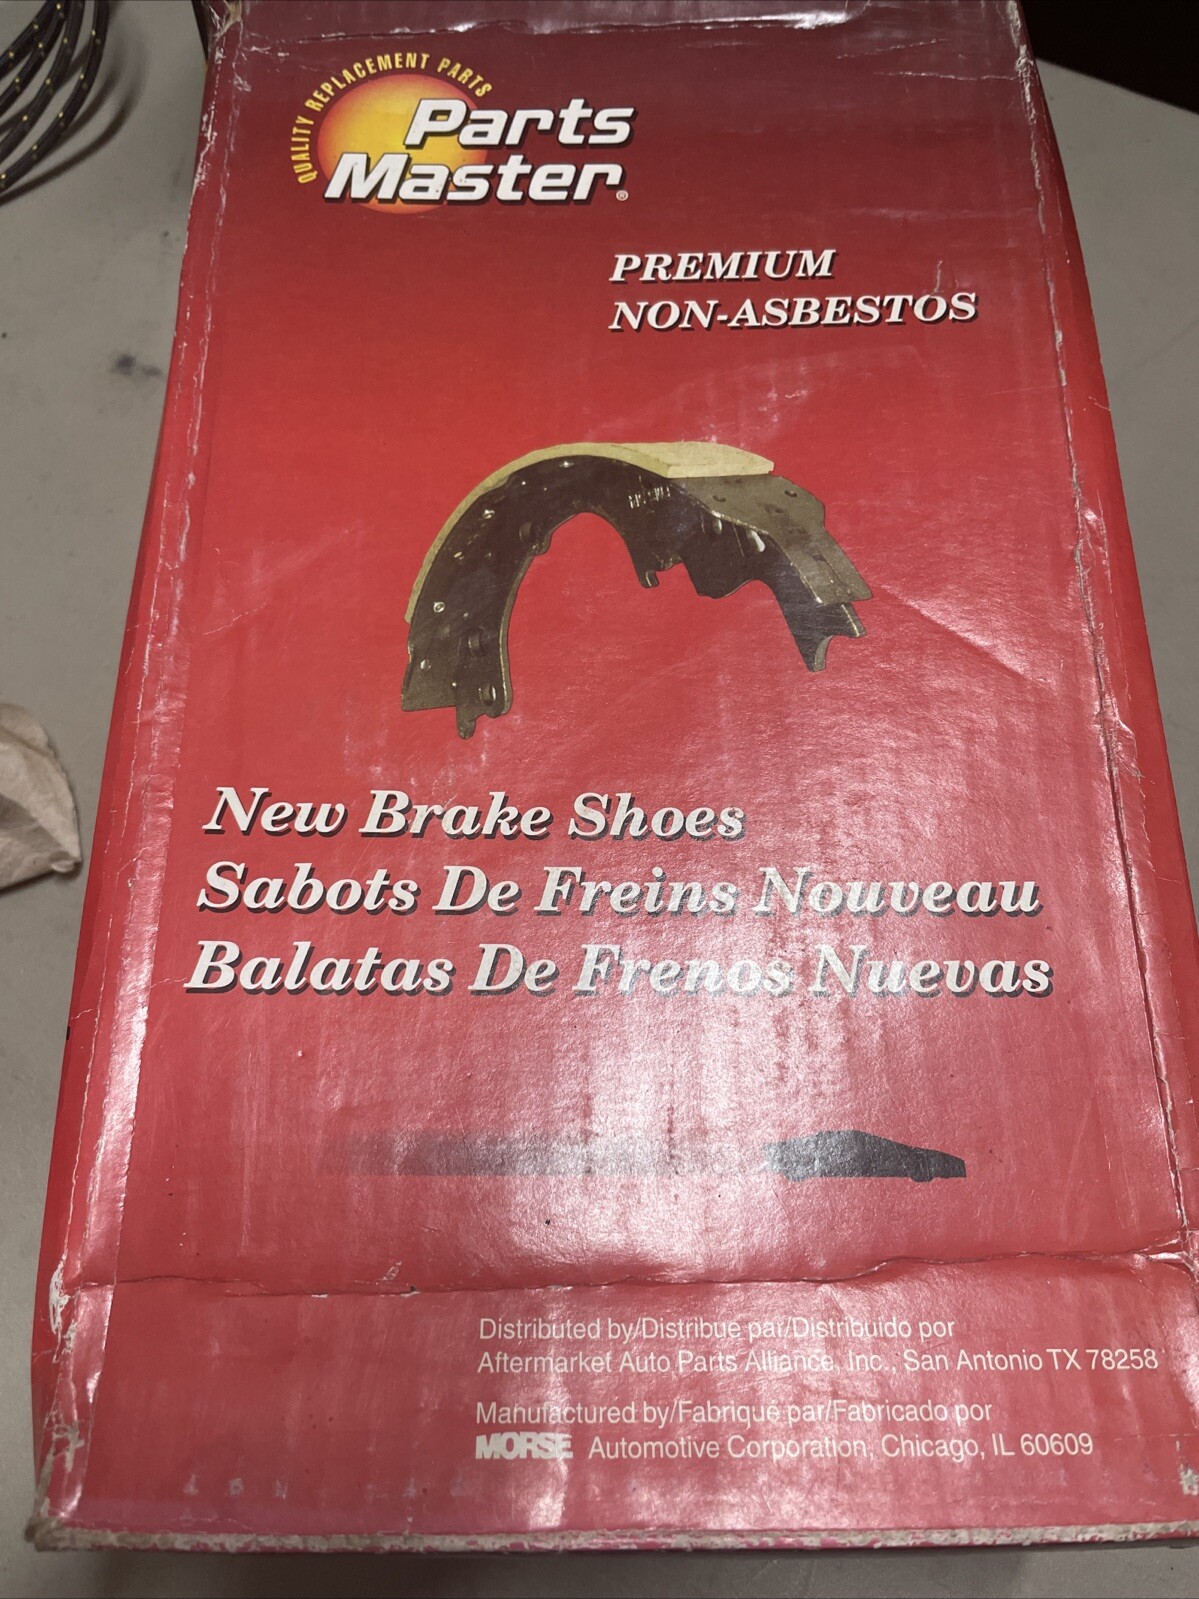 QUALITY REPLACEMENT PARTS
Parts
Master®
PREMIUM
NON-ASBESTOS
New Brake Shoes
Sabots De Freins Nouveau
Balatas De Frenos Nuevas
Distributed by/Distribue par/Distribuido por
Aftermarket Auto Parts Alliance, Inc., San Antonio TX 78258
Manufactured by/Fabriqué par/Fabricado por
MORSE Automotive Corporation, Chicago, IL 60609